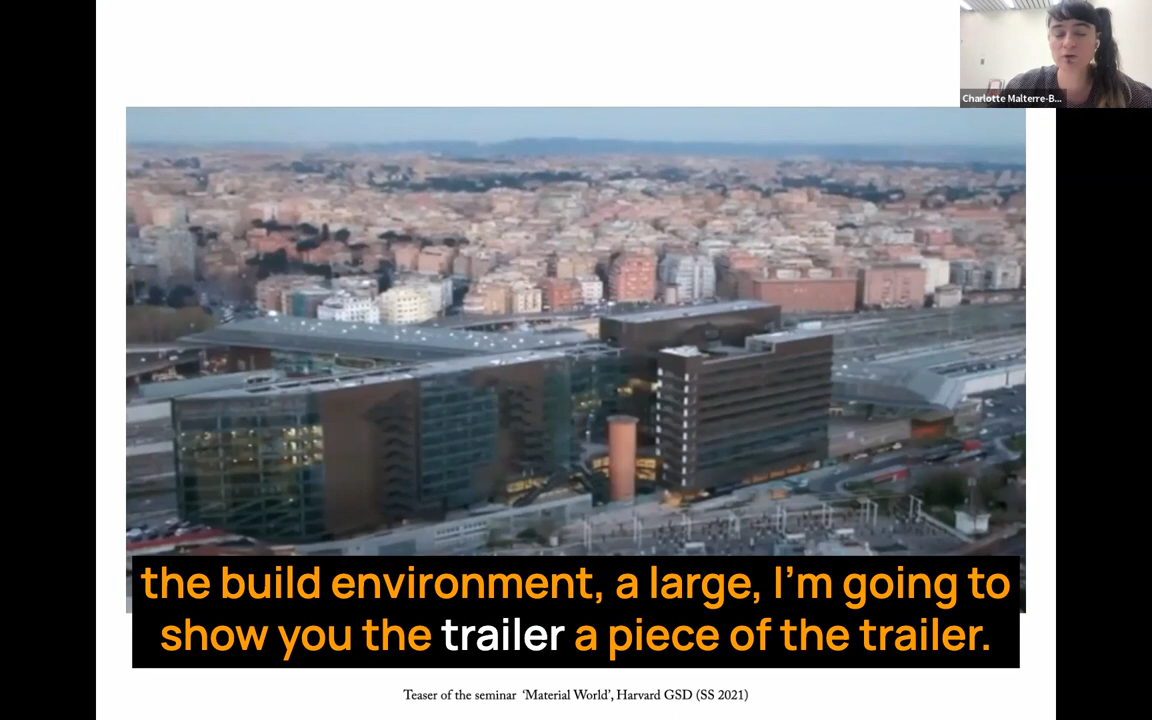 Charlotte Malterre-B...
the build environment, a large, I'm going to
show you the trailer a piece of the trailer.
Teaser of the seminar ‘Material World’, Harvard GSD (SS 2021)